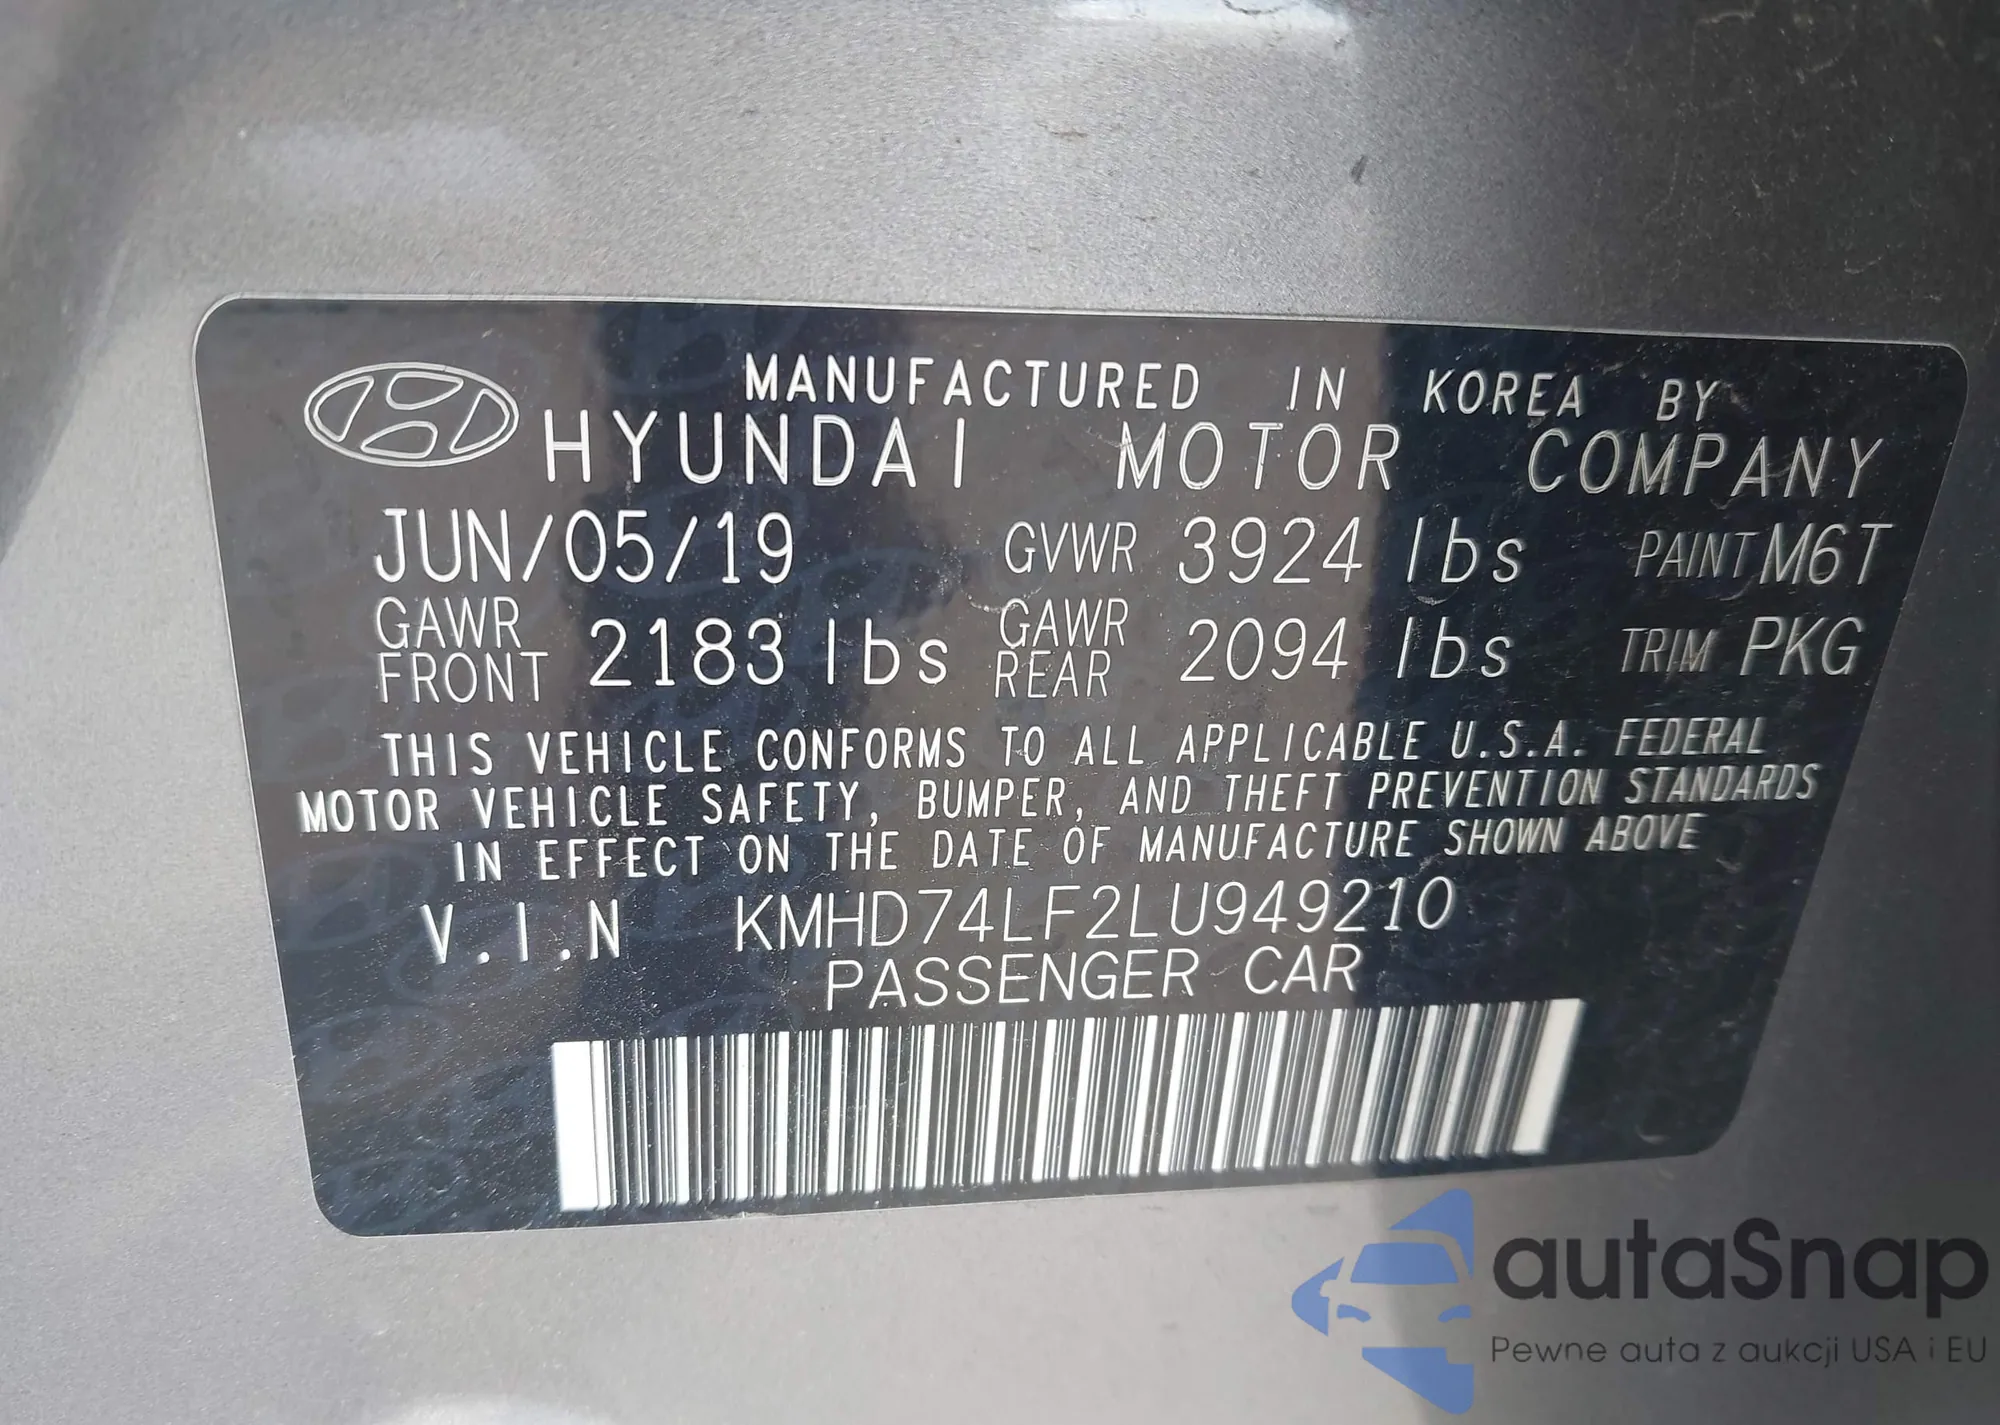 MANUFACTURED IN KOREA BY
HYUNDAI MOTOR COMPANY
JUN/05/19 GVWR 3924 lbs PAINT M6T
GAWR FRONT 2183 lbs GAWR REAR 2094 lbs TRIM PKG
THIS VEHICLE CONFORMS TO ALL APPLICABLE U.S.A. FEDERAL
MOTOR VEHICLE SAFETY, BUMPER, AND THEFT PREVENTION STANDARDS
IN EFFECT ON THE DATE OF MANUFACTURE SHOWN ABOVE
V.I.N KMHD74LF2LU949210
PASSENGER CAR
autaSnap
Pewne auta z aukcji USA i EU